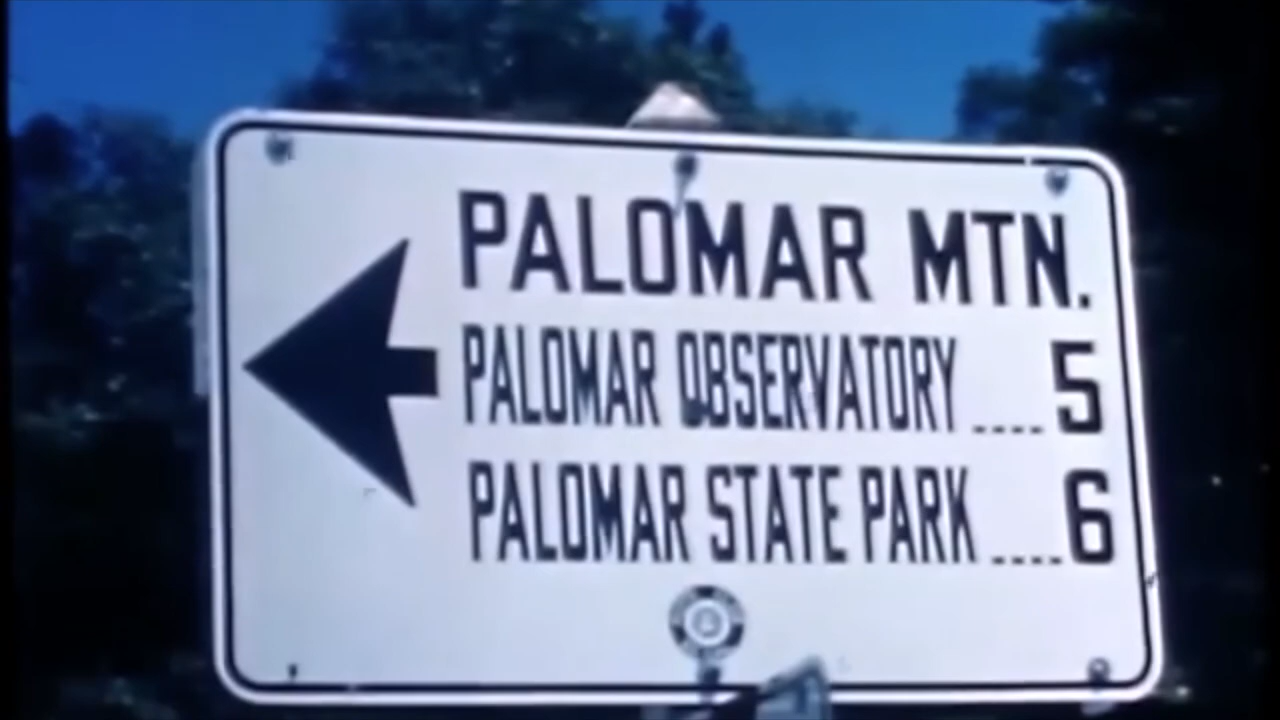 PALOMAR MTN.
PALOMAR OBSERVATORY ....5
PALOMAR STATE PARK ....6